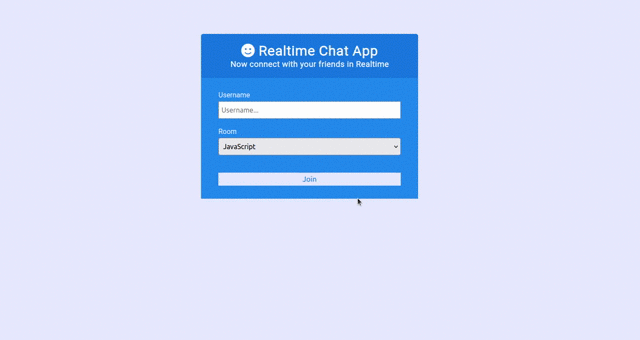 Realtime Chat App
Now connect with your friends in Realtime
Username
Username...
Room
JavaScript
Join